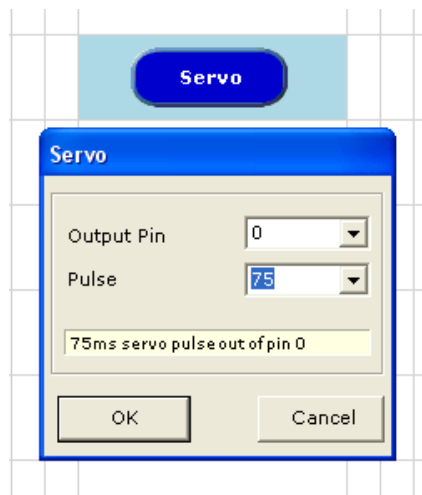 Servo
Servo
Output Pin 0
Pulse 75
75ms servo pulse out of pin 0
OK Cancel